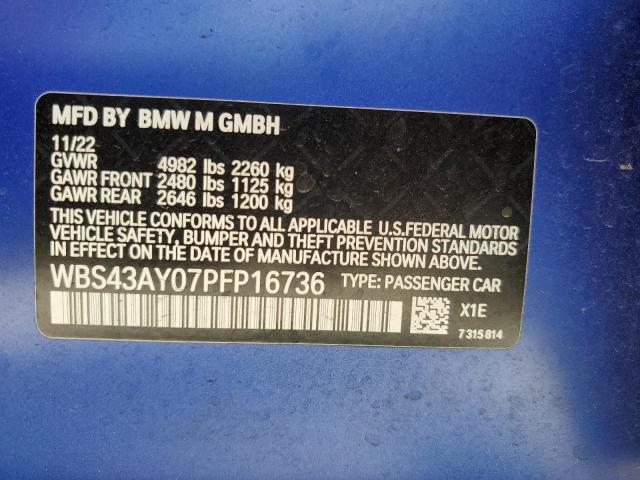 MFD BY BMW M GMBH
11/22
GVWR 4982 lbs 2260 kg
GAWR FRONT 2480 lbs 1125 kg
GAWR REAR 2646 lbs 1200 kg
THIS VEHICLE CONFORMS TO ALL APPLICABLE U.S.FEDERAL MOTOR
VEHICLE SAFETY, BUMPER AND THEFT PREVENTION STANDARDS
IN EFFECT ON THE DATE OF MANUFACTURE SHOWN ABOVE.
WBS43AY07PFP16736 TYPE: PASSENGER CAR
X1E
7315814